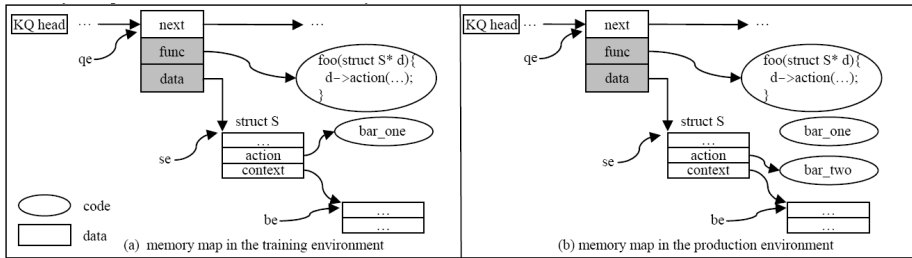 KQ head
...
next
...
qe
func
data
foo(struct S* d){
d->action(...);
}
struct S
...
action
context
bar_one
se
be
...
...
code
data
(a) memory map in the training environment
KQ head
...
next
...
qe
func
data
foo(struct S* d){
d->action(...);
}
struct S
...
action
context
bar_one
bar_two
se
be
...
...
(b) memory map in the production environment